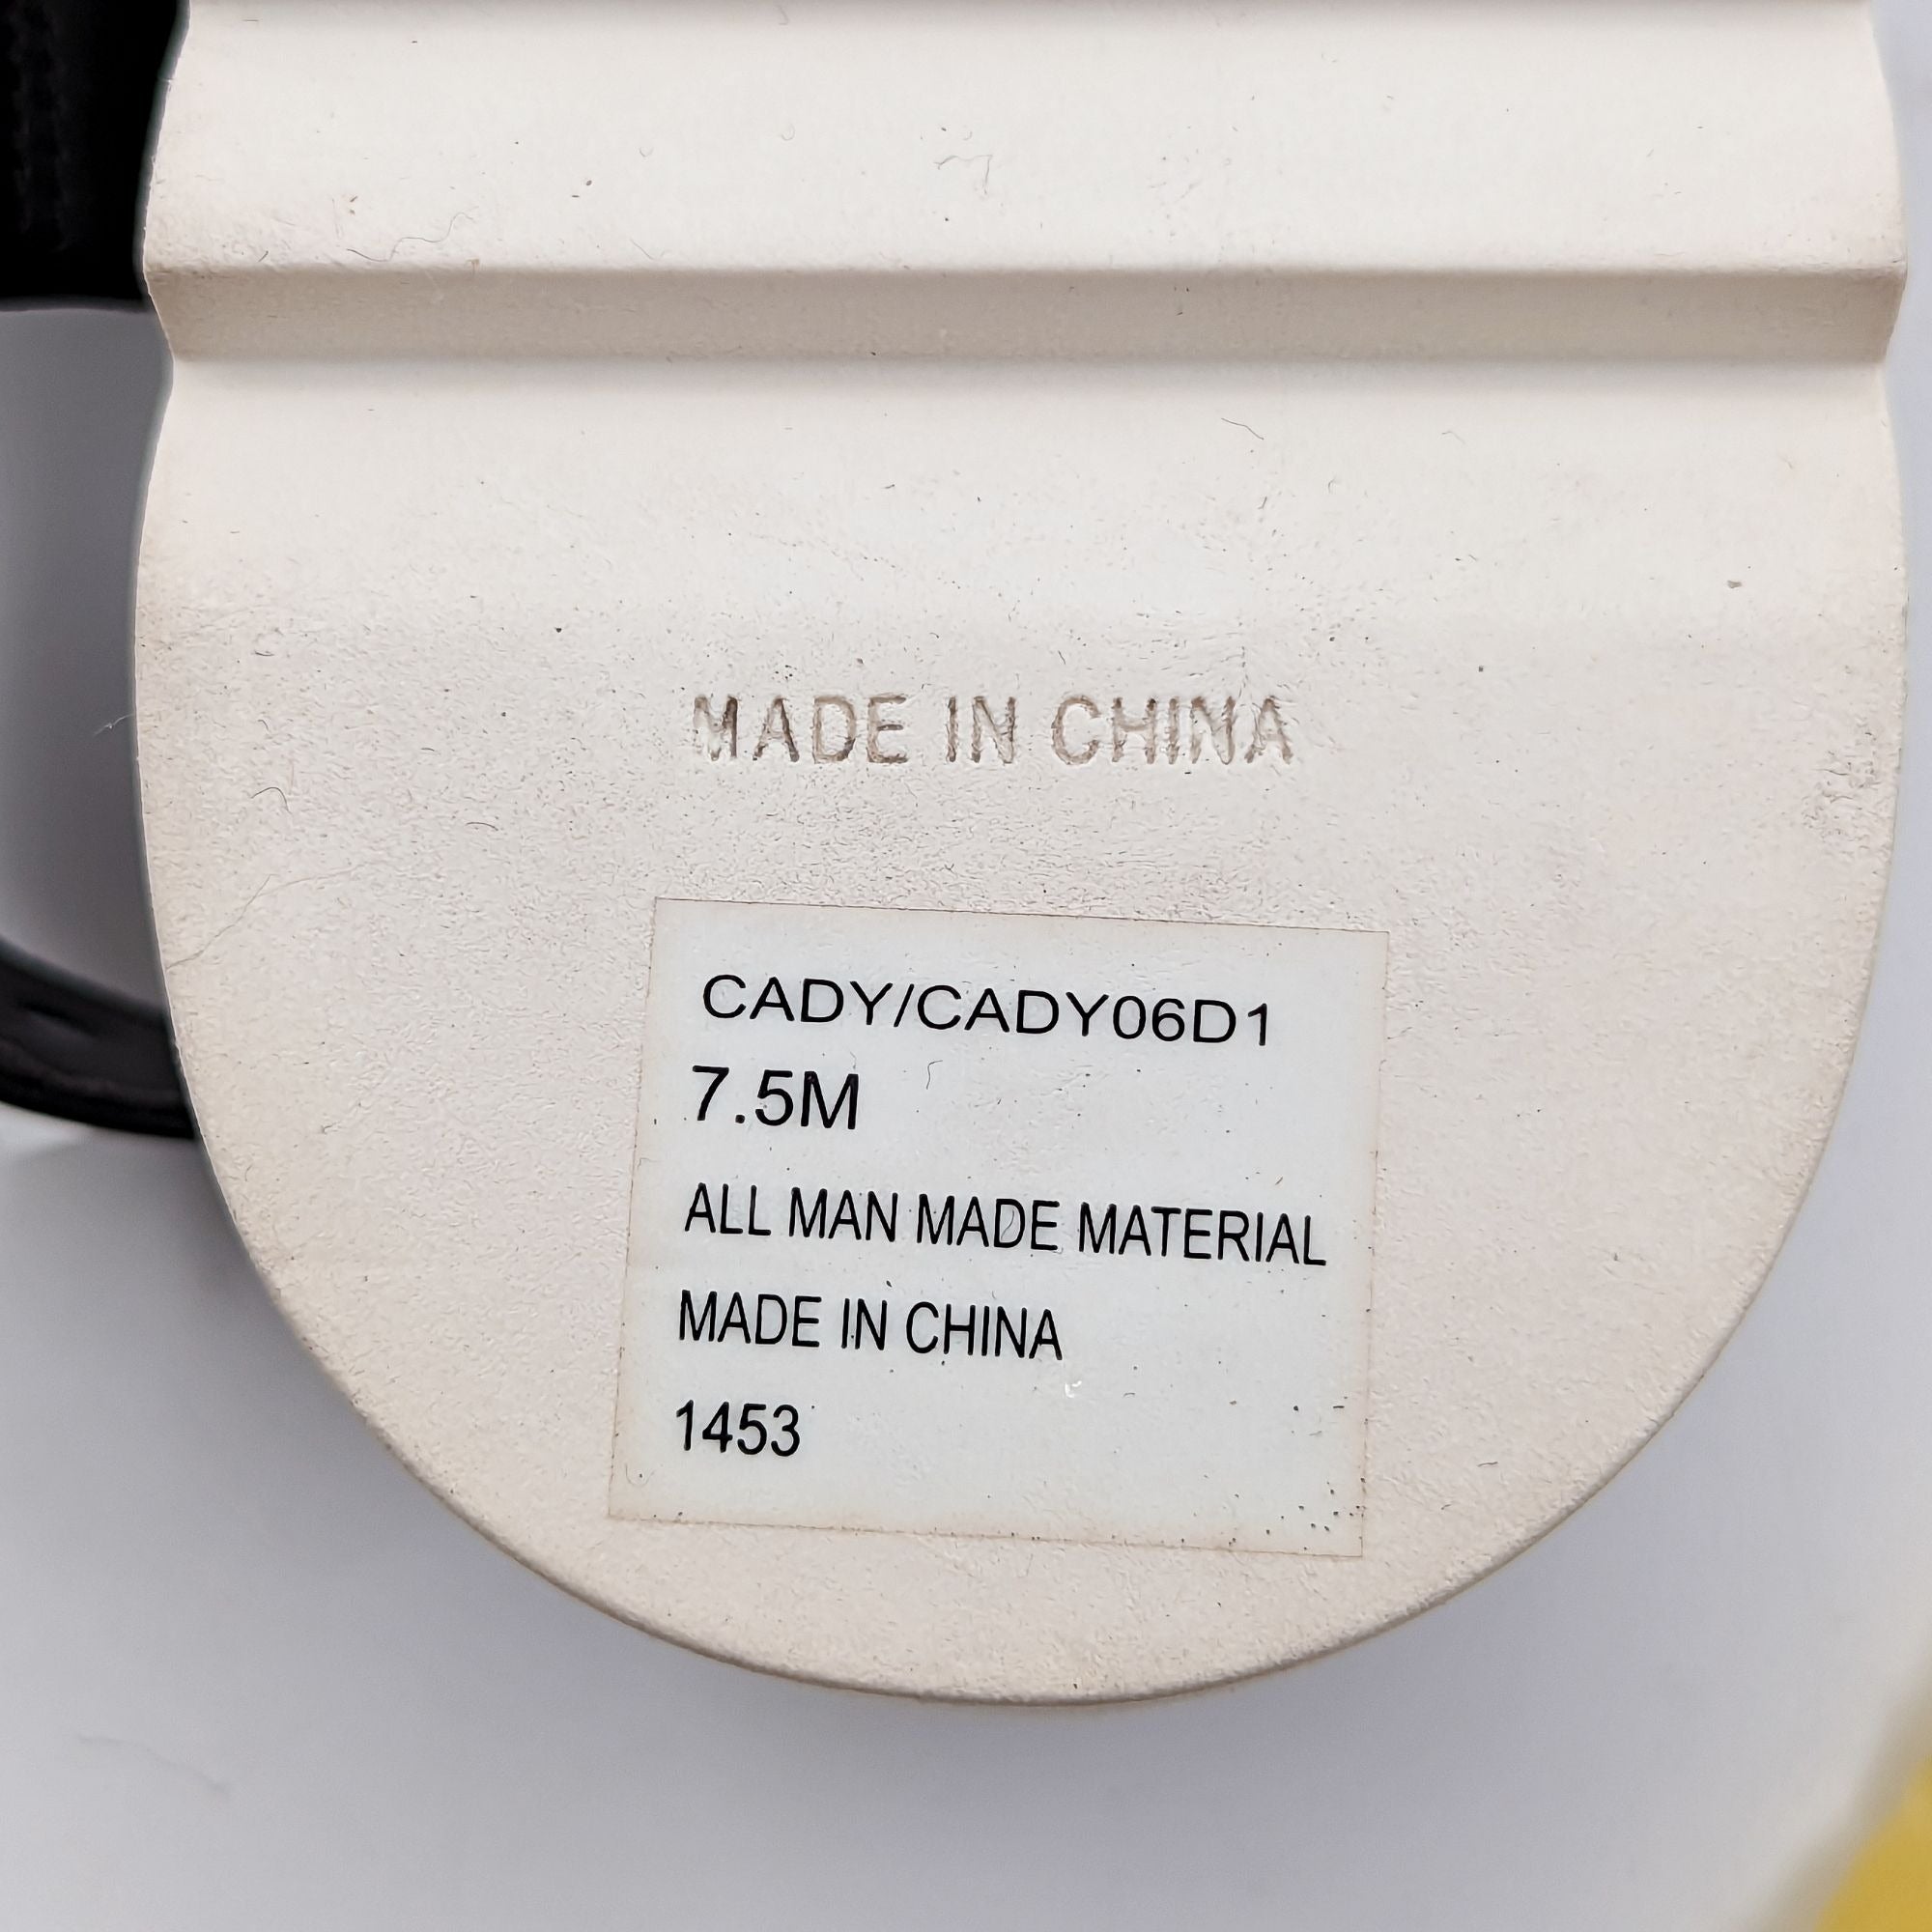 MADE IN CHINA
CADY/CADY06D1
7.5M
ALL MAN MADE MATERIAL
MADE IN CHINA
1453